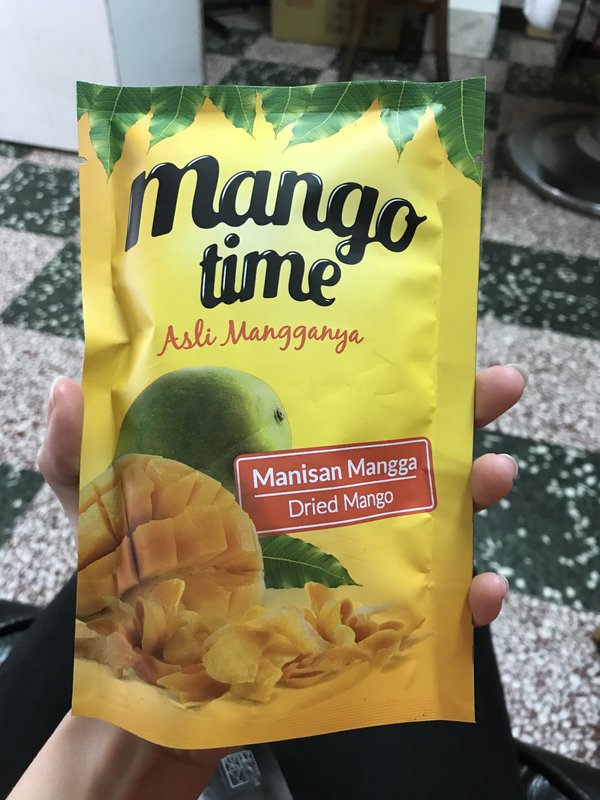 mango
time
Asli Mangganya
Manisan Mangga
Dried Mango